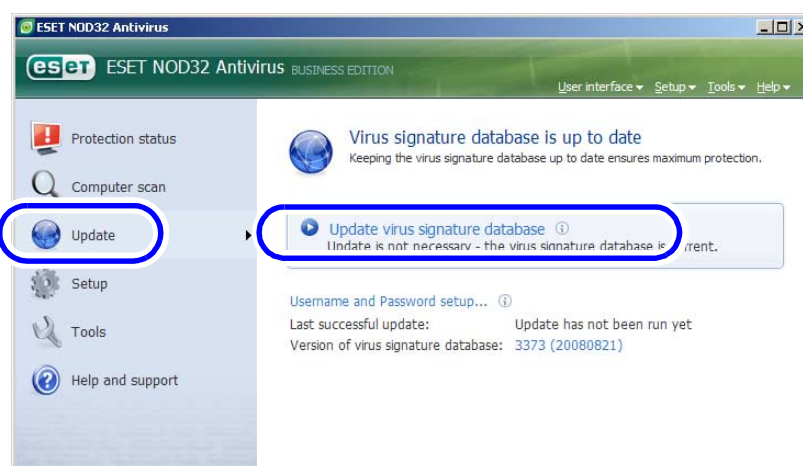 ESET NOD32 Antivirus
eset ESET NOD32 Antivirus BUSINESS EDITION
User interface Setup Tools Help
Protection status
Computer scan
Update
Setup
Tools
Help and support
Virus signature database is up to date
Keeping the virus signature database up to date ensures maximum protection.
Update virus signature database
Update is not necessary - the virus signature database is
Username and Password setup...
Last successful update: Update has not been run yet
Version of virus signature database: 3373 (20080821)